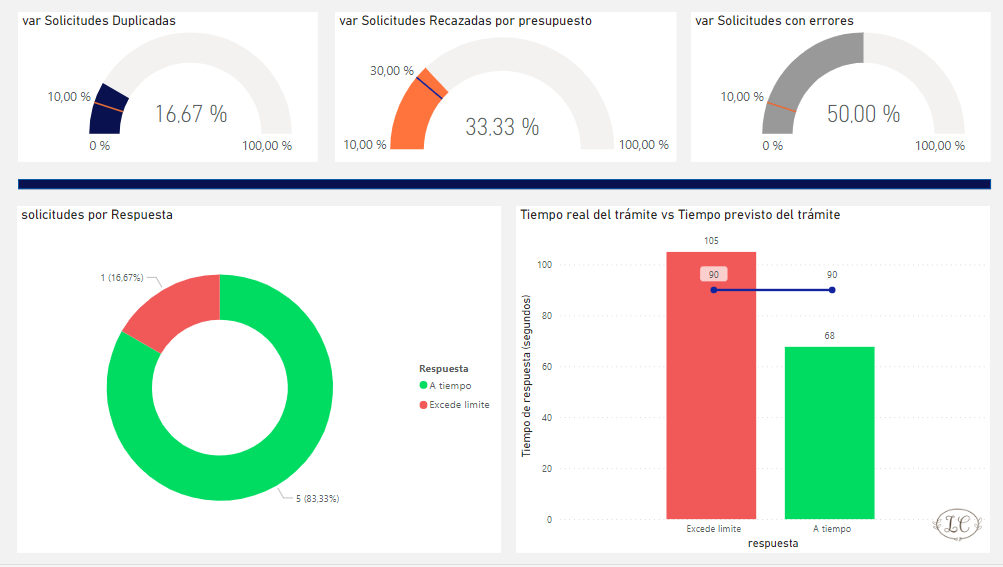 var Solicitudes Duplicadas
10,00 %
16,67 %
0 %
100,00 %
var Solicitudes Recazadas por presupuesto
30,00 %
33,33 %
10,00 %
100,00 %
var Solicitudes con errores
10,00 %
50,00 %
0 %
100,00 %
solicitudes por Respuesta
1 (16,67%)
5 (83,33%)
Respuesta
A tiempo
Excede limite
Tiempo real del trámite vs Tiempo previsto del trámite
Tiempo de respuesta (segundos)
100
80
60
40
20
0
105
90
90
68
Excede limite
A tiempo
respuesta
LC